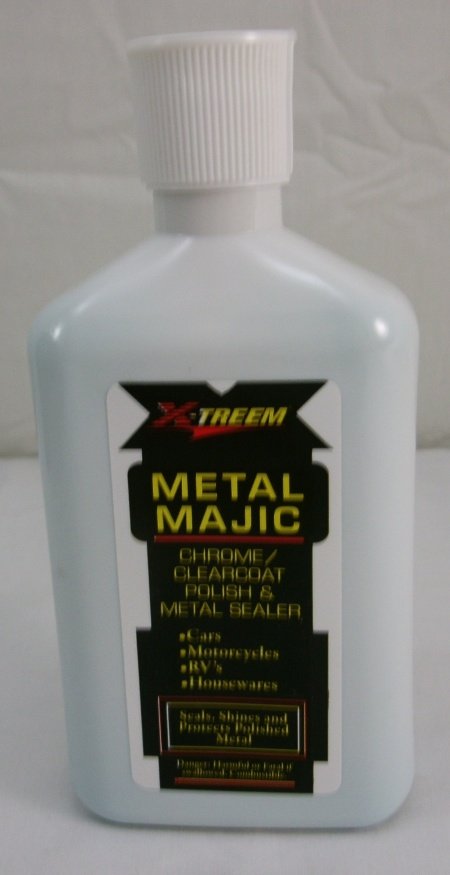 X-TREEM
METAL
MAJIC
CHROME/
CLEARCOAT
POLISH &
METAL SEALER
•Cars
•Motorcycles
•RV's
•Housewares
Seals, Shines and
Protects Polished
Metal
Danger: Harmful or Fatal if
swallowed. Combustible.